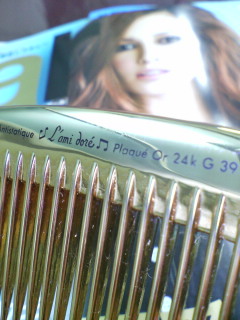 Antistatique L'ami doré Plaqué Or 24k G 39